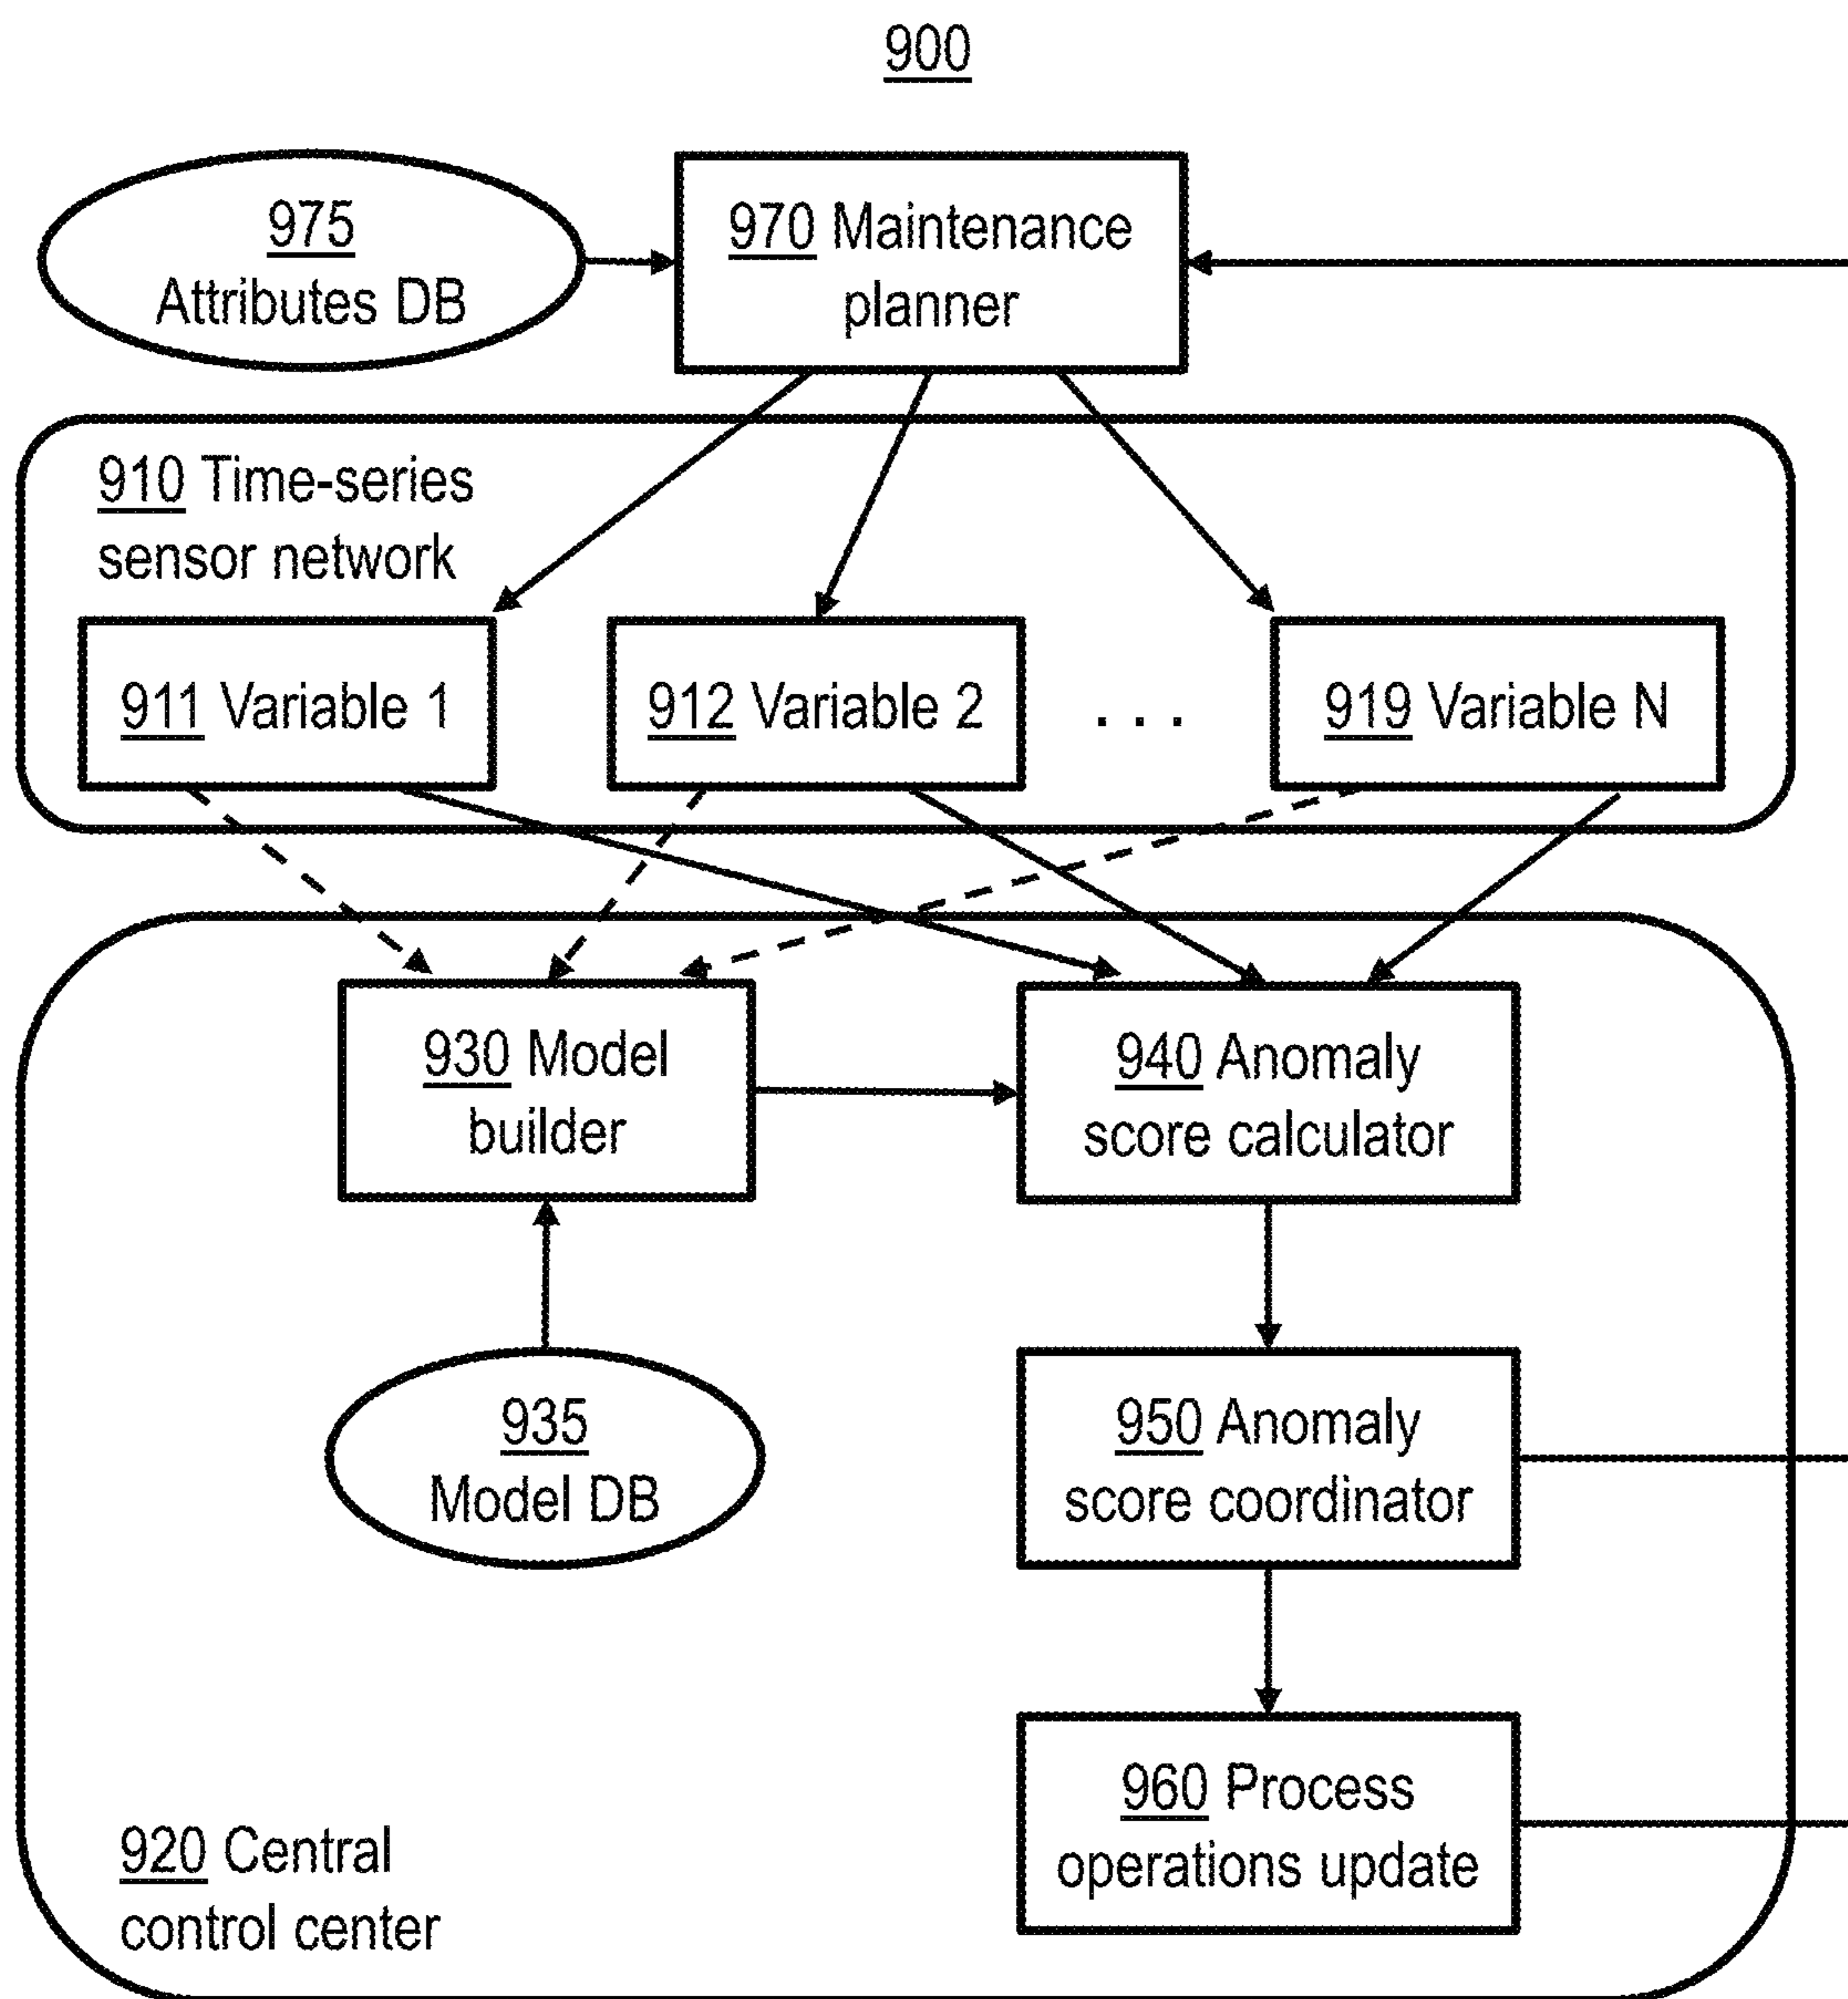 900
975
Attributes DB
970 Maintenance
planner
910 Time-series
sensor network
911 Variable 1
912 Variable 2
. . .
919 Variable N
930 Model
builder
940 Anomaly
score calculator
935
Model DB
950 Anomaly
score coordinator
960 Process
operations update
920 Central
control center